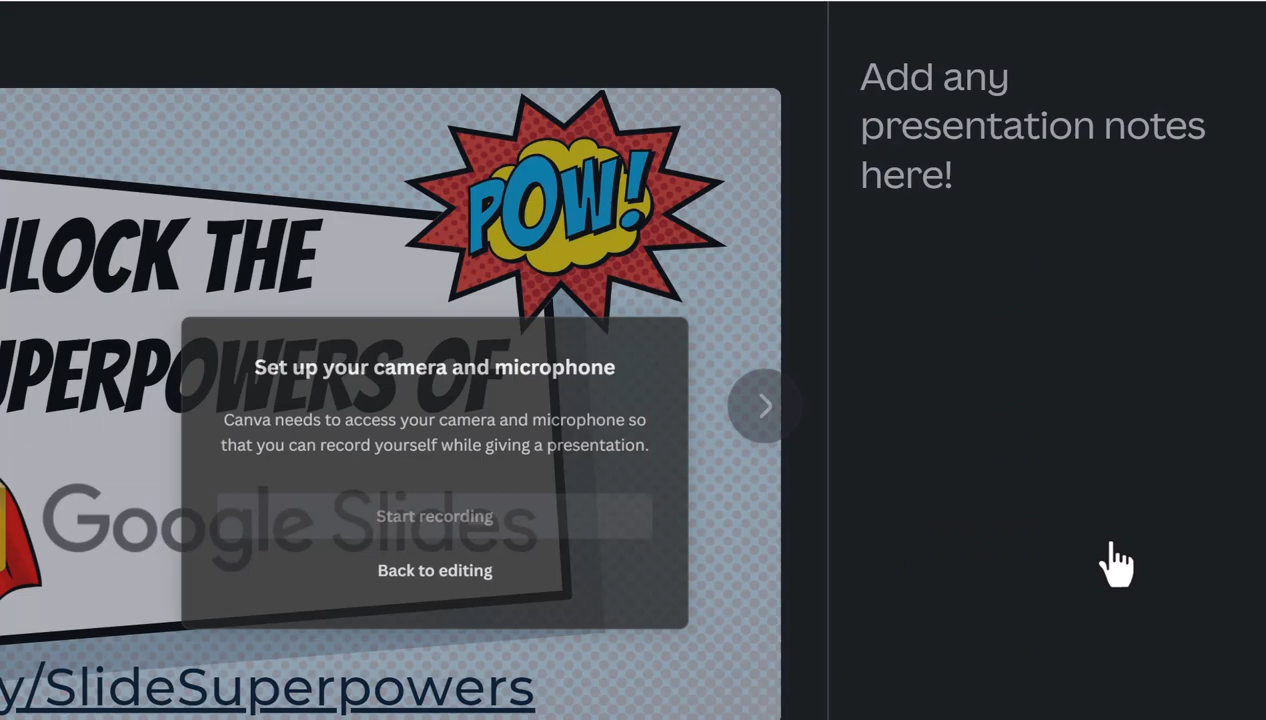 Add any
presentation notes
here!
POW!
NLOCK THE
UPERPOWERS OF
Set up your camera and microphone
Canva needs to access your camera and microphone so
that you can record yourself while giving a presentation.
Google Slides
Start recording
Back to editing
y/SlideSuperpowers